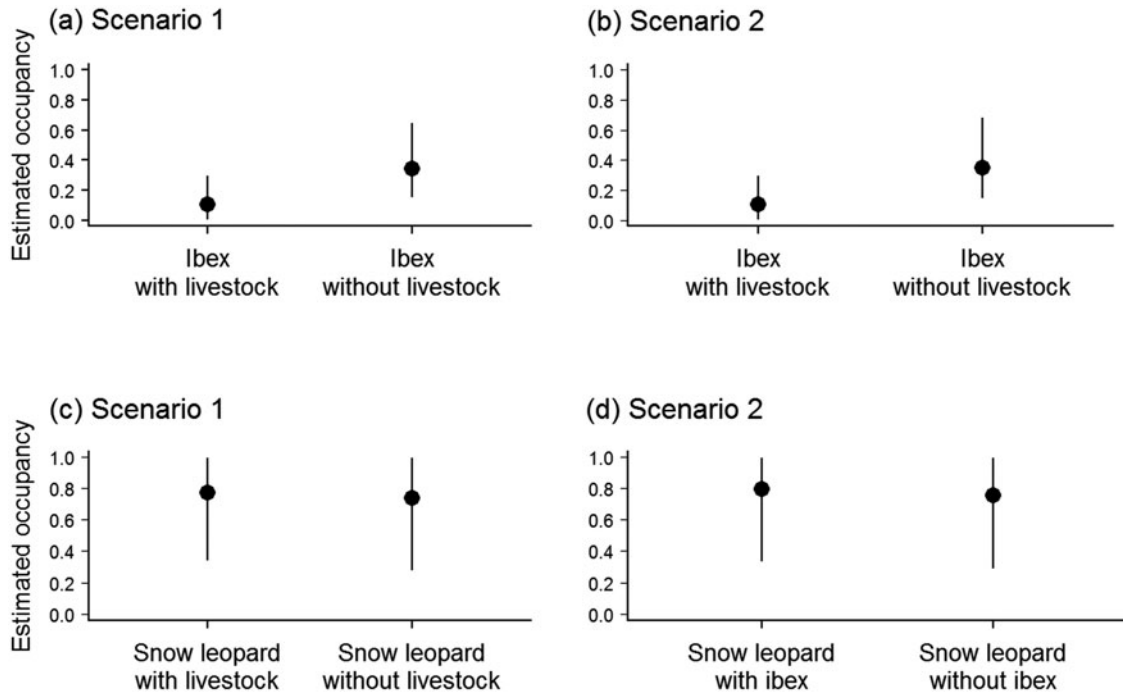 (a) Scenario 1
Estimated occupancy
1.0
0.8
0.6
0.4
0.2
0.0
Ibex
with livestock
Ibex
without livestock
(b) Scenario 2
1.0
0.8
0.6
0.4
0.2
0.0
Ibex
with livestock
Ibex
without livestock
(c) Scenario 1
Estimated occupancy
1.0
0.8
0.6
0.4
0.2
0.0
Snow leopard
with livestock
Snow leopard
without livestock
(d) Scenario 2
1.0
0.8
0.6
0.4
0.2
0.0
Snow leopard
with ibex
Snow leopard
without ibex